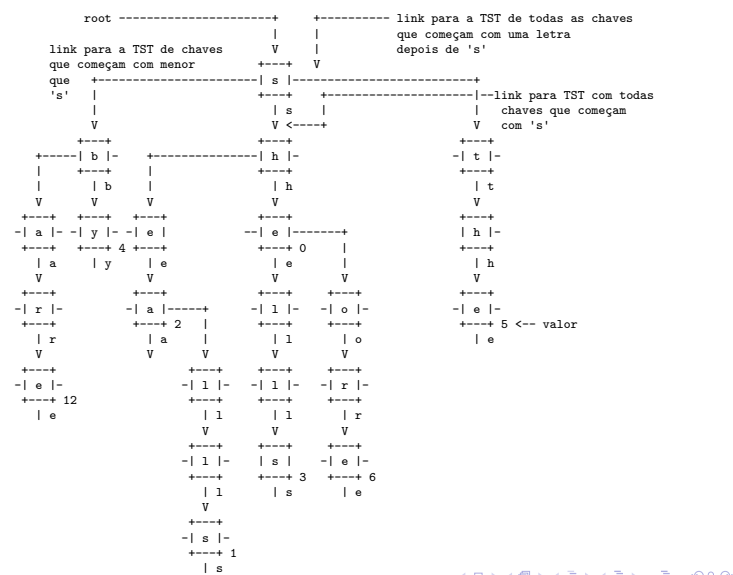 root ----------------------+    +---------- link para a TST de todas as chaves
|    |           que começam com uma letra
link para a TST de chaves       V    |           depois de 's'
que começam com menor         +---+  V
que   +-----------------------| s |--------------------------+
's'   |                       +---+   +----------------------|--link para TST com todas
|                         | s   |                      |   chaves que começam
V                         V <----+                     V   com 's'
+---+                     +---+                        +---+
+-----| b |-   +----------------| h |-                      -| t |-
|     +---+    |                +---+                        +---+
|       | b    |                  | h                          | t
V       V      V                  V                            V
+---+   +---+  +---+              +---+                        +---+
-| a |- -| y |- -| e |           --| e |-------+                | h |-
+---+   +---+ 4 +---+             +---+ 0     |                +---+
| a     | y     | e               | e       |                  | h
V               V                 V         V                  V
+---+           +---+             +---+     +---+              +---+
-| r |-         -| a |-----+      -| l |-   -| o |-            -| e |-
+---+           +---+ 2   |       +---+     +---+              +---+ 5 <-- valor
| r             | a     |         | l       | o                | e
V               V       V         V         V
+---+                   +---+     +---+     +---+
-| e |-                 -| l |-  -| l |-   -| r |-
+---+ 12                +---+     +---+     +---+
| e                     | l       | l       | r
V         V         V
+---+     +---+     +---+
-| l |-   | s |    -| e |-
+---+     +---+ 3   +---+ 6
| l       | s       | e
V
+---+
-| s |-
+---+ 1
| s